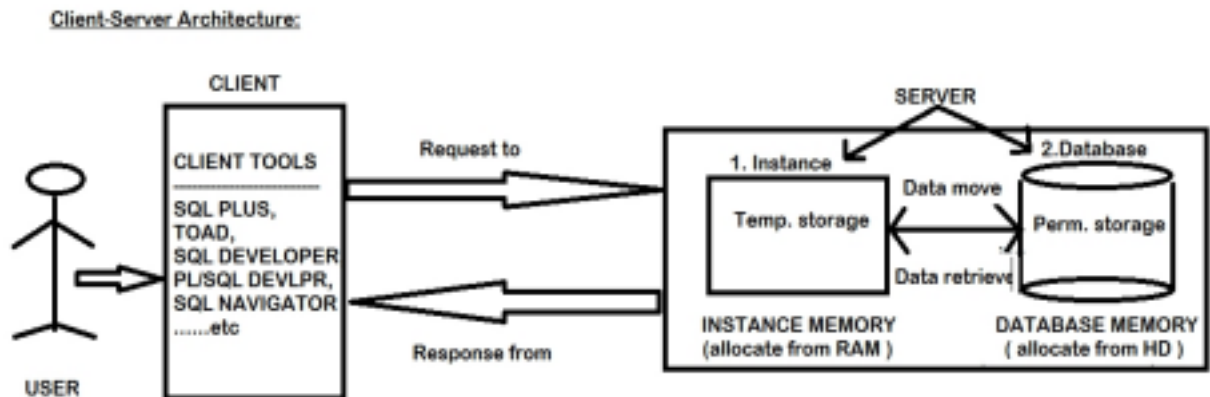 Client-Server Architecture:
CLIENT
CLIENT TOOLS
--------------------
SQL PLUS,
TOAD,
SQL DEVELOPER
PL/SQL DEVLPR,
SQL NAVIGATOR
......etc
USER
Request to
Response from
SERVER
1. Instance
2.Database
Temp. storage
Data move
Data retrieve
Perm. storage
INSTANCE MEMORY
(allocate from RAM )
DATABASE MEMORY
( allocate from HD )